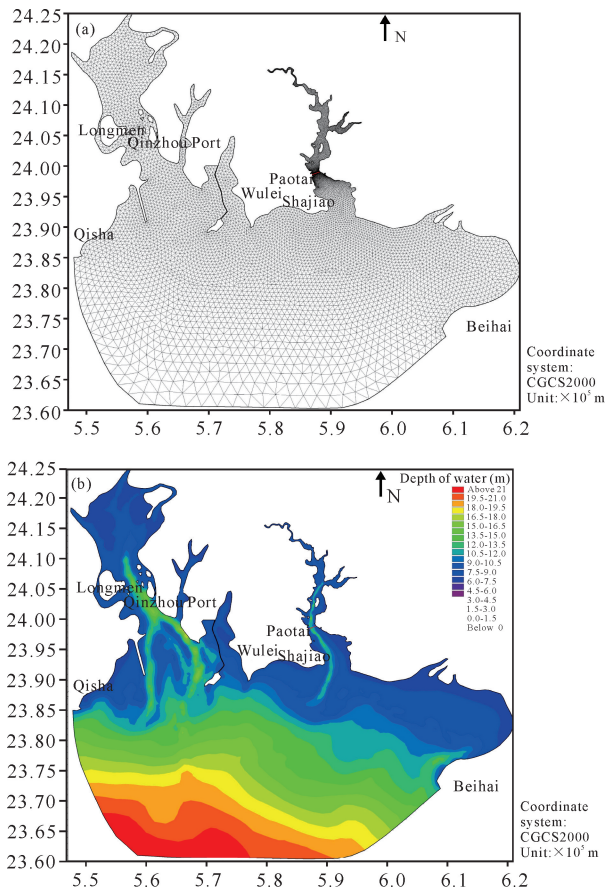 (a)
N
24.25
24.20
24.15
24.10
24.05
24.00
23.95
23.90
23.85
23.80
23.75
23.70
23.65
23.60
Longmen
Qinzhou Port
Paotai
Wulei
Shajiao
Qisha
Beihai
Coordinate
system:
CGCS2000
Unit:×10⁵ m
5.5 5.6 5.7 5.8 5.9 6.0 6.1 6.2
(b)
N
Depth of water (m)
Above 21
19.5-21.0
18.0-19.5
16.5-18.0
15.0-16.5
13.5-15.0
12.0-13.5
10.5-12.0
9.0-10.5
7.5-9.0
6.0-7.5
4.5-6.0
3.0-4.5
1.5-3.0
0.0-1.5
Below 0
24.25
24.20
24.15
24.10
24.05
24.00
23.95
23.90
23.85
23.80
23.75
23.70
23.65
23.60
Longmen
Qinzhou Port
Paotai
Wulei
Shajiao
Qisha
Beihai
Coordinate
system:
CGCS2000
Unit:×10⁵ m
5.5 5.6 5.7 5.8 5.9 6.0 6.1 6.2